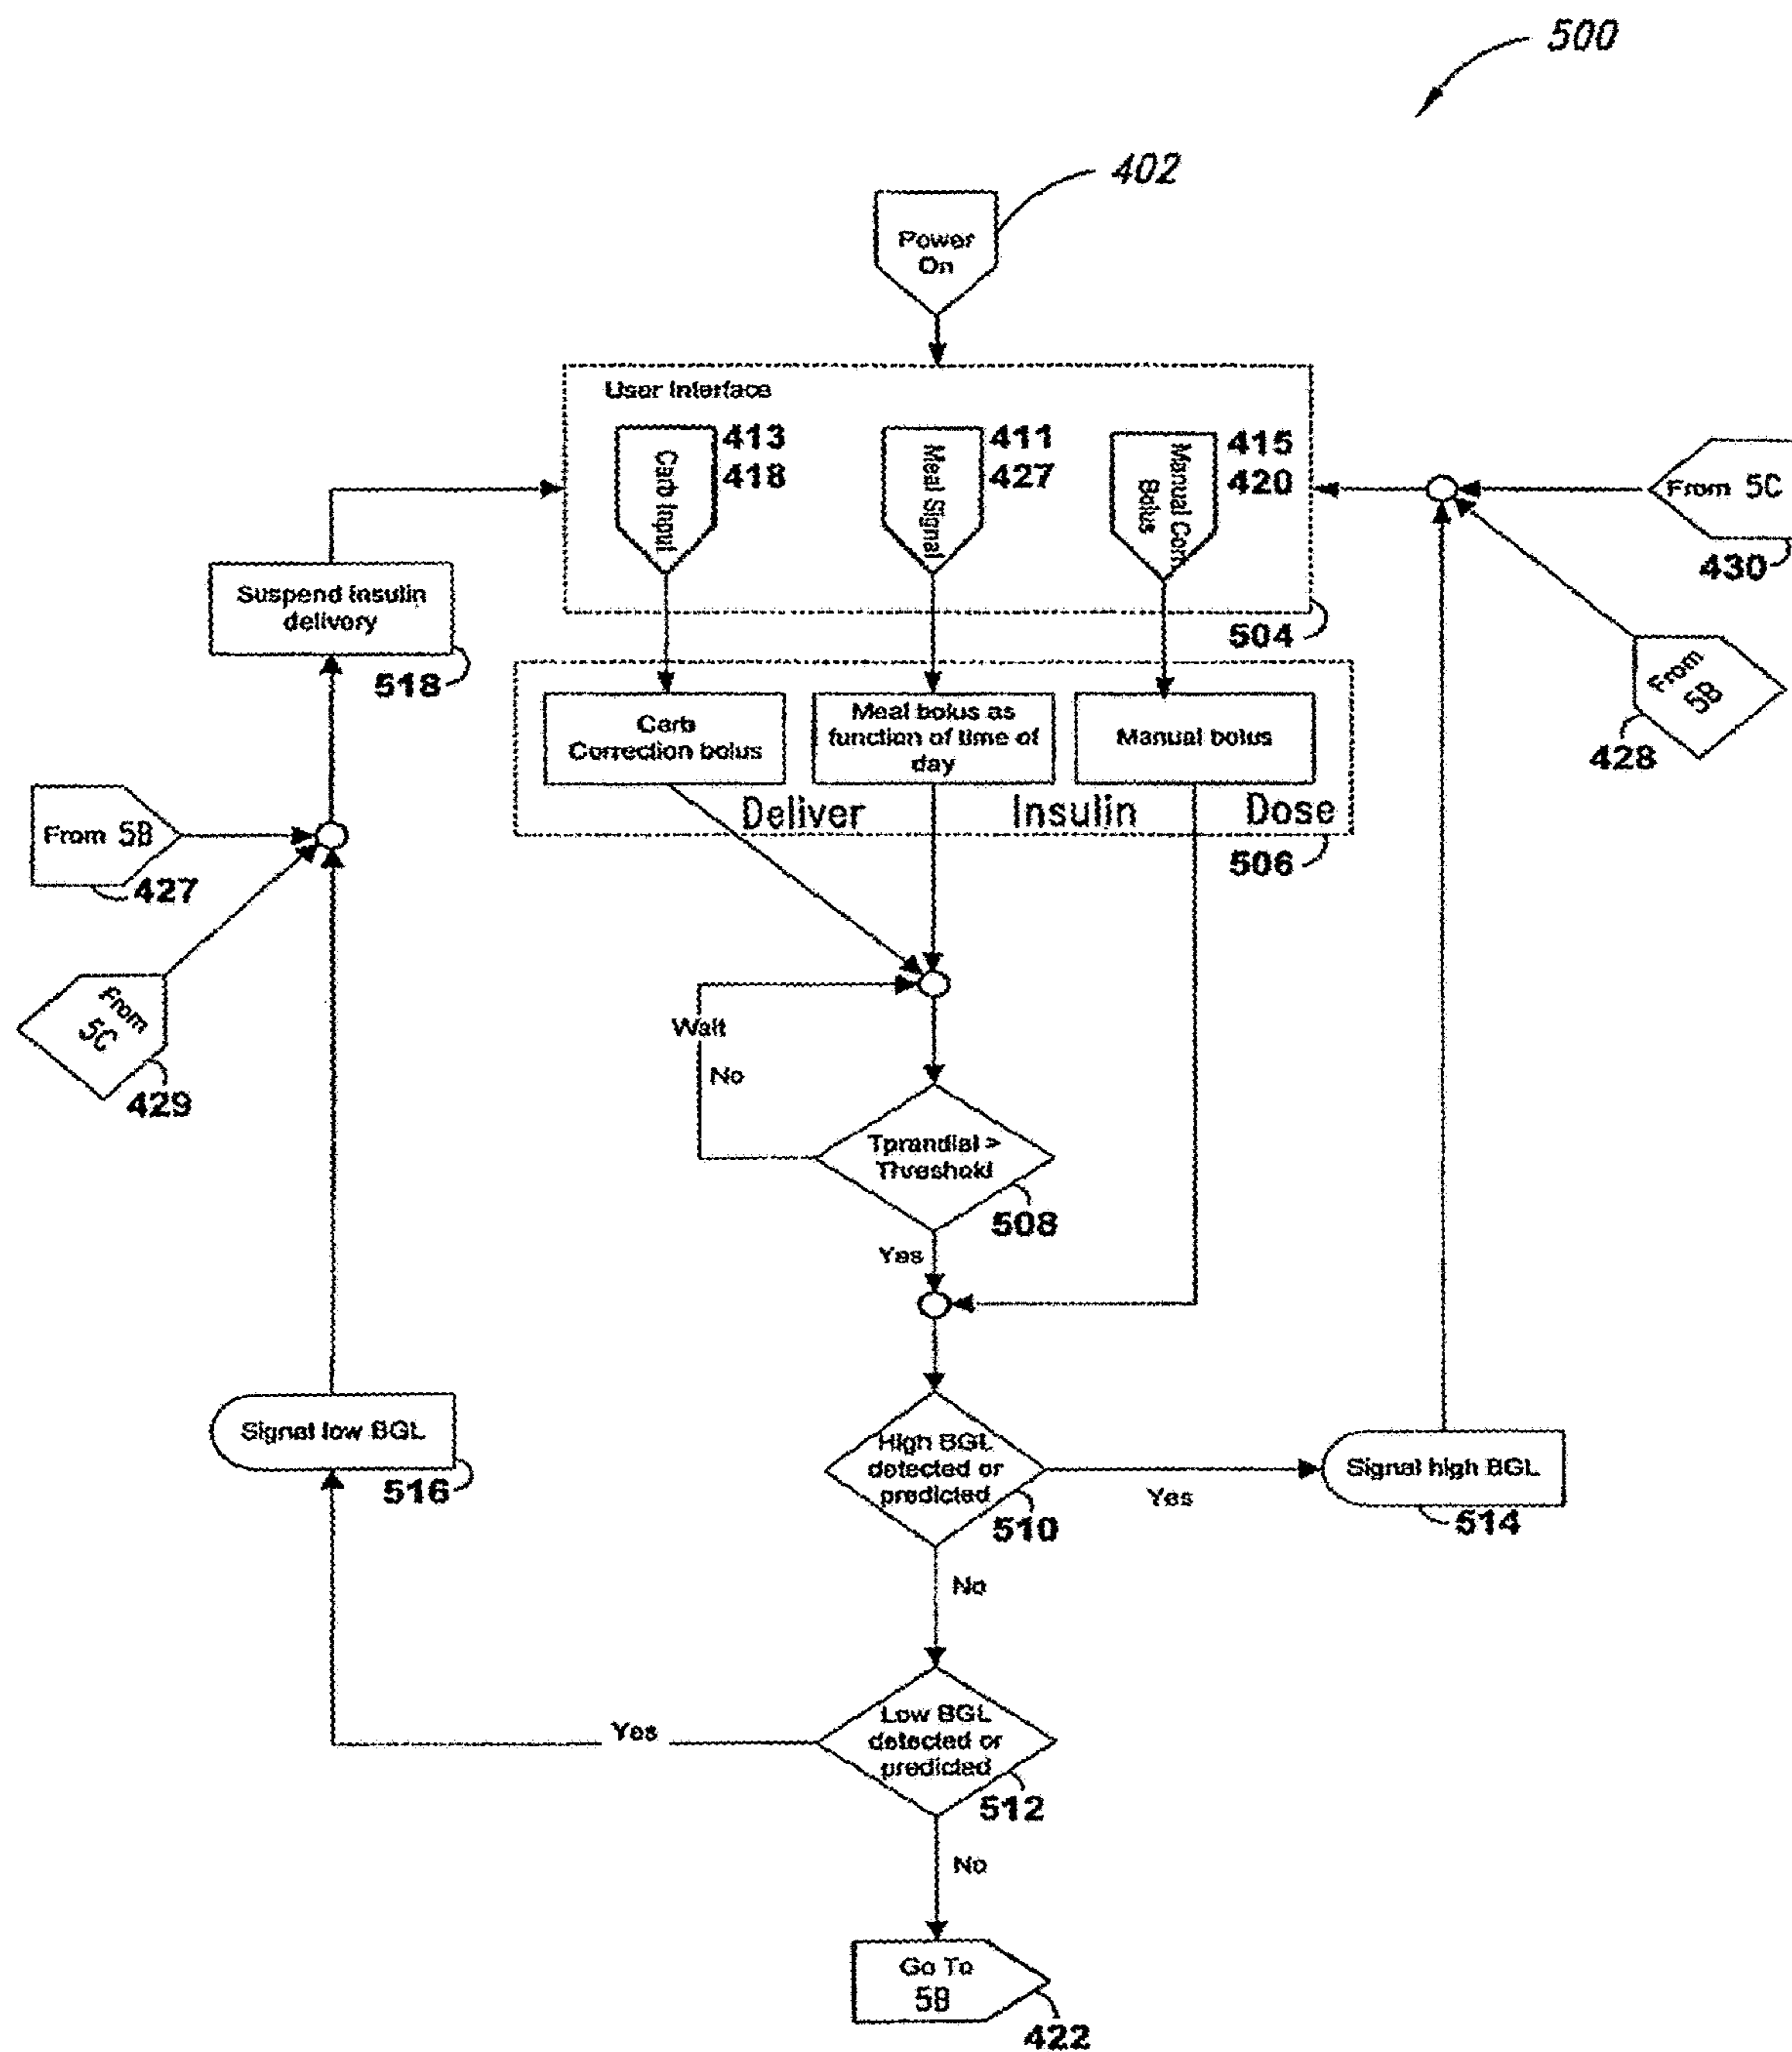 500
402
Power
On
User Interface
413
418
Carb Input
411
427
Meal Signal
415
420
Manual Corr
Bolus
From 5C
430
504
Suspend insulin
delivery
518
From
5B
428
Carb
Correction bolus
Meal bolus as
function of time of
day
Manual bolus
Deliver Insulin Dose
506
From 5B
427
From
5C
429
Wait
No
Tprandial >
Threshold
508
Yes
Signal low BGL
516
High BGL
detected or
predicted
510
Yes
Signal high BGL
514
No
Low BGL
detected or
predicted
512
Yes
No
Go To
5B
422